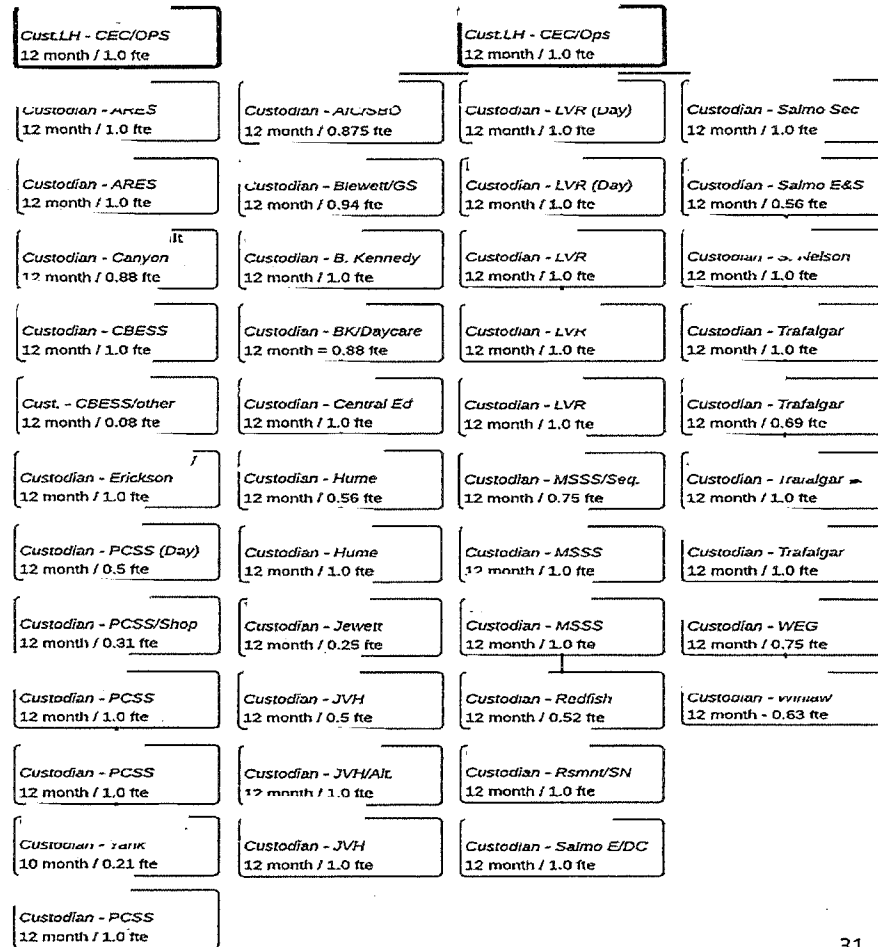 Cust.LH - CEC/OPS
12 month / 1.0 fte
Cust.LH - CEC/Ops
12 month / 1.0 fte
Custodian - ARES
12 month / 1.0 fte
Custodian - ARES
12 month / 1.0 fte
Custodian - Canyon
12 month / 0.88 fte
Custodian - CBESS
12 month / 1.0 fte
Cust. - CBESS/other
12 month / 0.08 fte
Custodian - Erickson
12 month / 1.0 fte
Custodian - PCSS (Day)
12 month / 0.5 fte
Custodian - PCSS/Shop
12 month / 0.31 fte
Custodian - PCSS
12 month / 1.0 fte
Custodian - PCSS
12 month / 1.0 fte
Custodian - Yahk
10 month / 0.21 fte
Custodian - PCSS
12 month / 1.0 fte
Custodian - AIC/SBO
12 month / 0.875 fte
Custodian - Blewett/GS
12 month / 0.94 fte
Custodian - B. Kennedy
12 month / 1.0 fte
Custodian - BK/Daycare
12 month = 0.88 fte
Custodian - Central Ed
12 month / 1.0 fte
Custodian - Hume
12 month / 0.56 fte
Custodian - Hume
12 month / 1.0 fte
Custodian - Jewett
12 month / 0.25 fte
Custodian - JVH
12 month / 0.5 fte
Custodian - JVH/Alt.
12 month / 1.0 fte
Custodian - JVH
12 month / 1.0 fte
Custodian - LVR (Day)
12 month / 1.0 fte
Custodian - LVR (Day)
12 month / 1.0 fte
Custodian - LVR
12 month / 1.0 fte
Custodian - LVR
12 month / 1.0 fte
Custodian - LVR
12 month / 1.0 fte
Custodian - MSSS/Seq.
12 month / 0.75 fte
Custodian - MSSS
12 month / 1.0 fte
Custodian - MSSS
12 month / 1.0 fte
Custodian - Redfish
12 month / 0.52 fte
Custodian - Rsmnt/SN
12 month / 1.0 fte
Custodian - Salmo E/DC
12 month / 1.0 fte
Custodian - Salmo Sec
12 month / 1.0 fte
Custodian - Salmo E&S
12 month / 0.56 fte
Custodian - S. Nelson
12 month / 1.0 fte
Custodian - Trafalgar
12 month / 1.0 fte
Custodian - Trafalgar
12 month / 0.69 fte
Custodian - Trafalgar
12 month / 1.0 fte
Custodian - Trafalgar
12 month / 1.0 fte
Custodian - WEG
12 month / 0.75 fte
Custodian - Winlaw
12 month - 0.63 fte
31